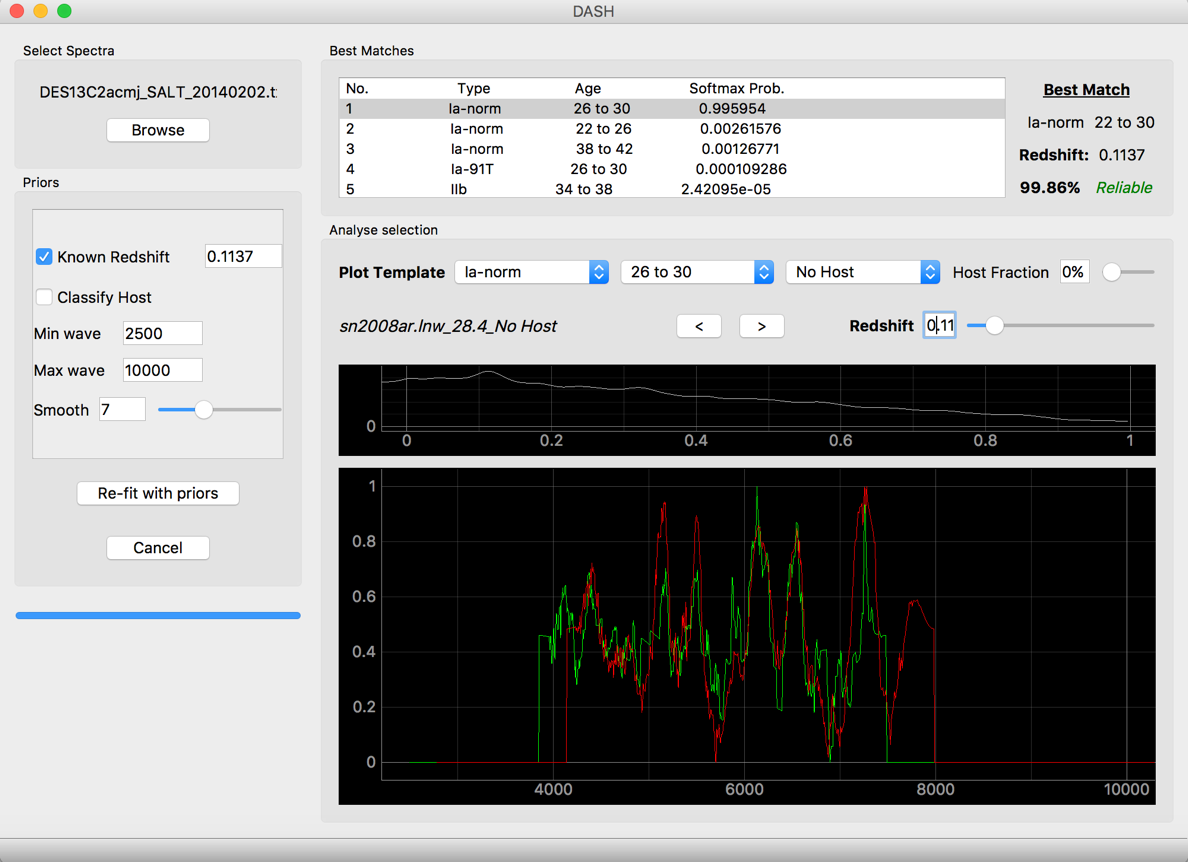 DASH
Select Spectra
DES13C2acmj_SALT_20140202.t
Browse
Priors
Known Redshift 0.1137
Classify Host
Min wave 2500
Max wave 10000
Smooth 7
Re-fit with priors
Cancel
Best Matches
No. Type Age Softmax Prob.
1 Ia-norm 26 to 30 0.995954
2 Ia-norm 22 to 26 0.00261576
3 Ia-norm 38 to 42 0.00126771
4 Ia-91T 26 to 30 0.000109286
5 IIb 34 to 38 2.42095e-05
Best Match
Ia-norm 22 to 30
Redshift: 0.1137
99.86% Reliable
Analyse selection
Plot Template Ia-norm 26 to 30 No Host Host Fraction 0%
sn2008ar.lnw_28.4_No Host < > Redshift 0.11
0
0 0.2 0.4 0.6 0.8 1
1
0.8
0.6
0.4
0.2
0
4000 6000 8000 10000